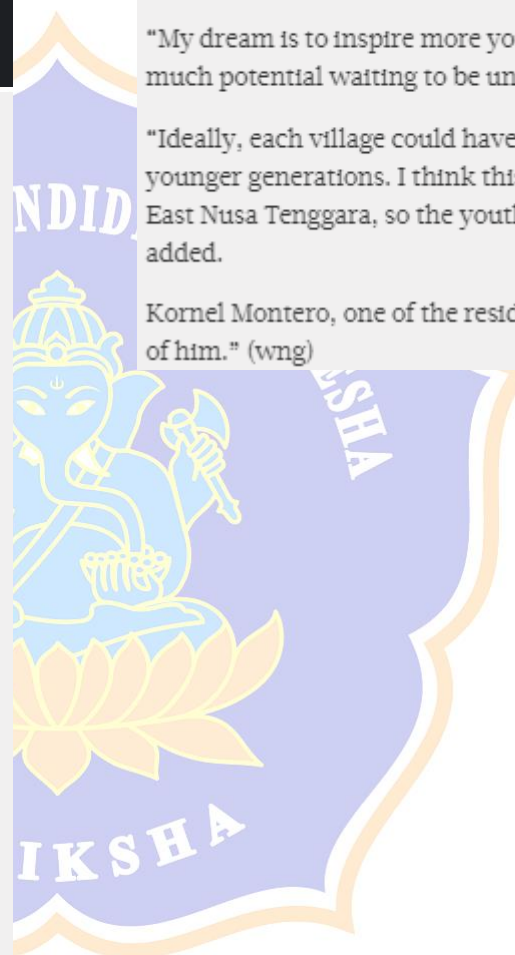 “My dream is to inspire more yo
much potential waiting to be un
“Ideally, each village could have
younger generations. I think this
East Nusa Tenggara, so the yout
added.
Kornel Montero, one of the resid
of him.” (wng)
NDID
ESHA
IKSHA